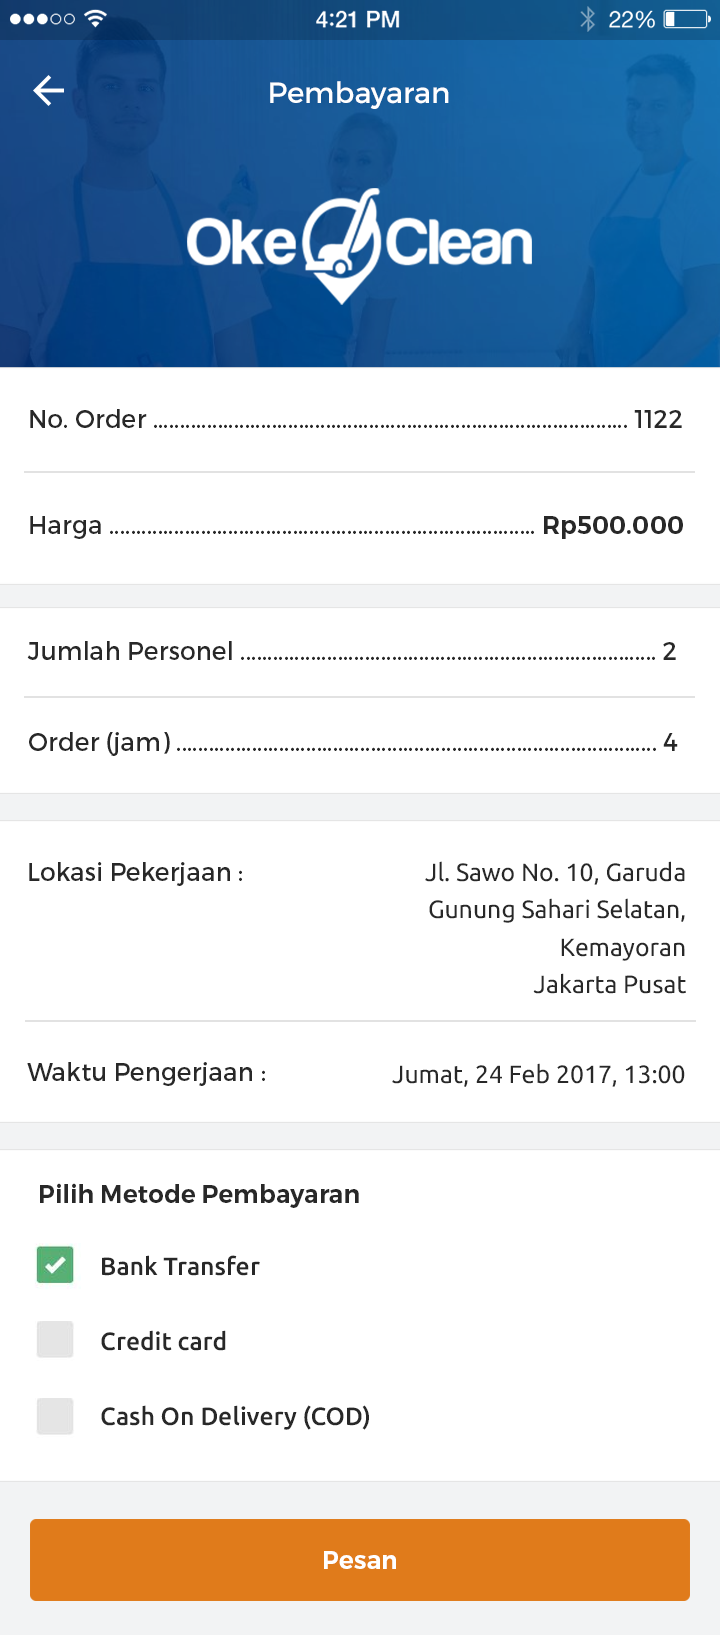 4:21 PM 22%
Pembayaran
Oke Clean
No. Order ........................................................................................ 1122
Harga ............................................................................... Rp500.000
Jumlah Personel ............................................................................. 2
Order (jam) ......................................................................................... 4
Lokasi Pekerjaan : Jl. Sawo No. 10, Garuda
Gunung Sahari Selatan,
Kemayoran
Jakarta Pusat
Waktu Pengerjaan : Jumat, 24 Feb 2017, 13:00
Pilih Metode Pembayaran
Bank Transfer
Credit card
Cash On Delivery (COD)
Pesan